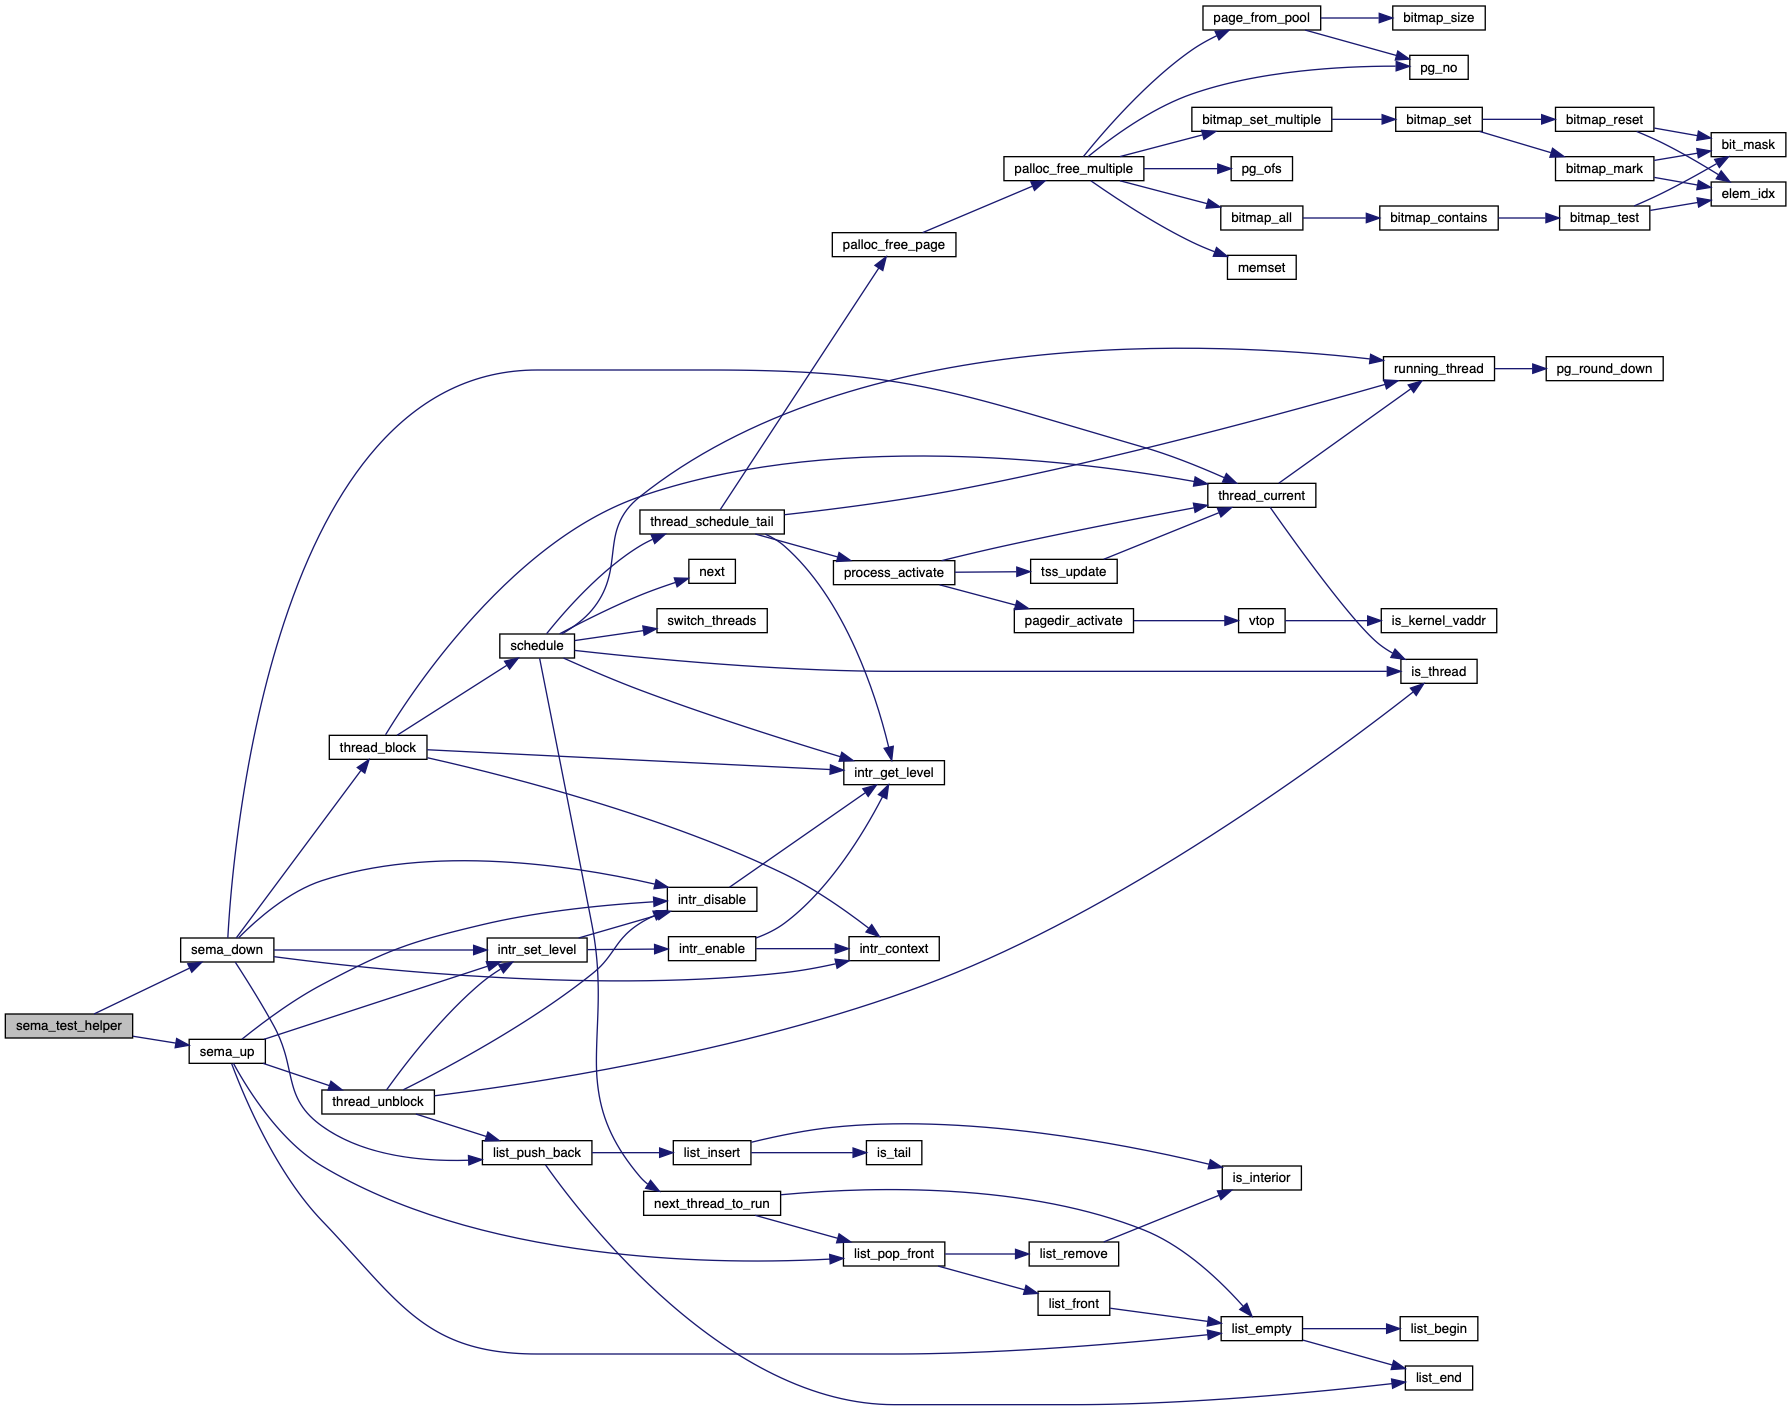 page_from_pool
bitmap_size
pg_no
bitmap_set_multiple
bitmap_set
bitmap_reset
bit_mask
palloc_free_multiple
pg_ofs
bitmap_mark
elem_idx
bitmap_all
bitmap_contains
bitmap_test
palloc_free_page
memset
running_thread
pg_round_down
thread_current
thread_schedule_tail
next
process_activate
tss_update
switch_threads
pagedir_activate
vtop
is_kernel_vaddr
schedule
is_thread
thread_block
intr_get_level
intr_disable
sema_down
intr_set_level
intr_enable
intr_context
sema_test_helper
sema_up
thread_unblock
list_push_back
list_insert
is_tail
is_interior
next_thread_to_run
list_pop_front
list_remove
list_front
list_empty
list_begin
list_end